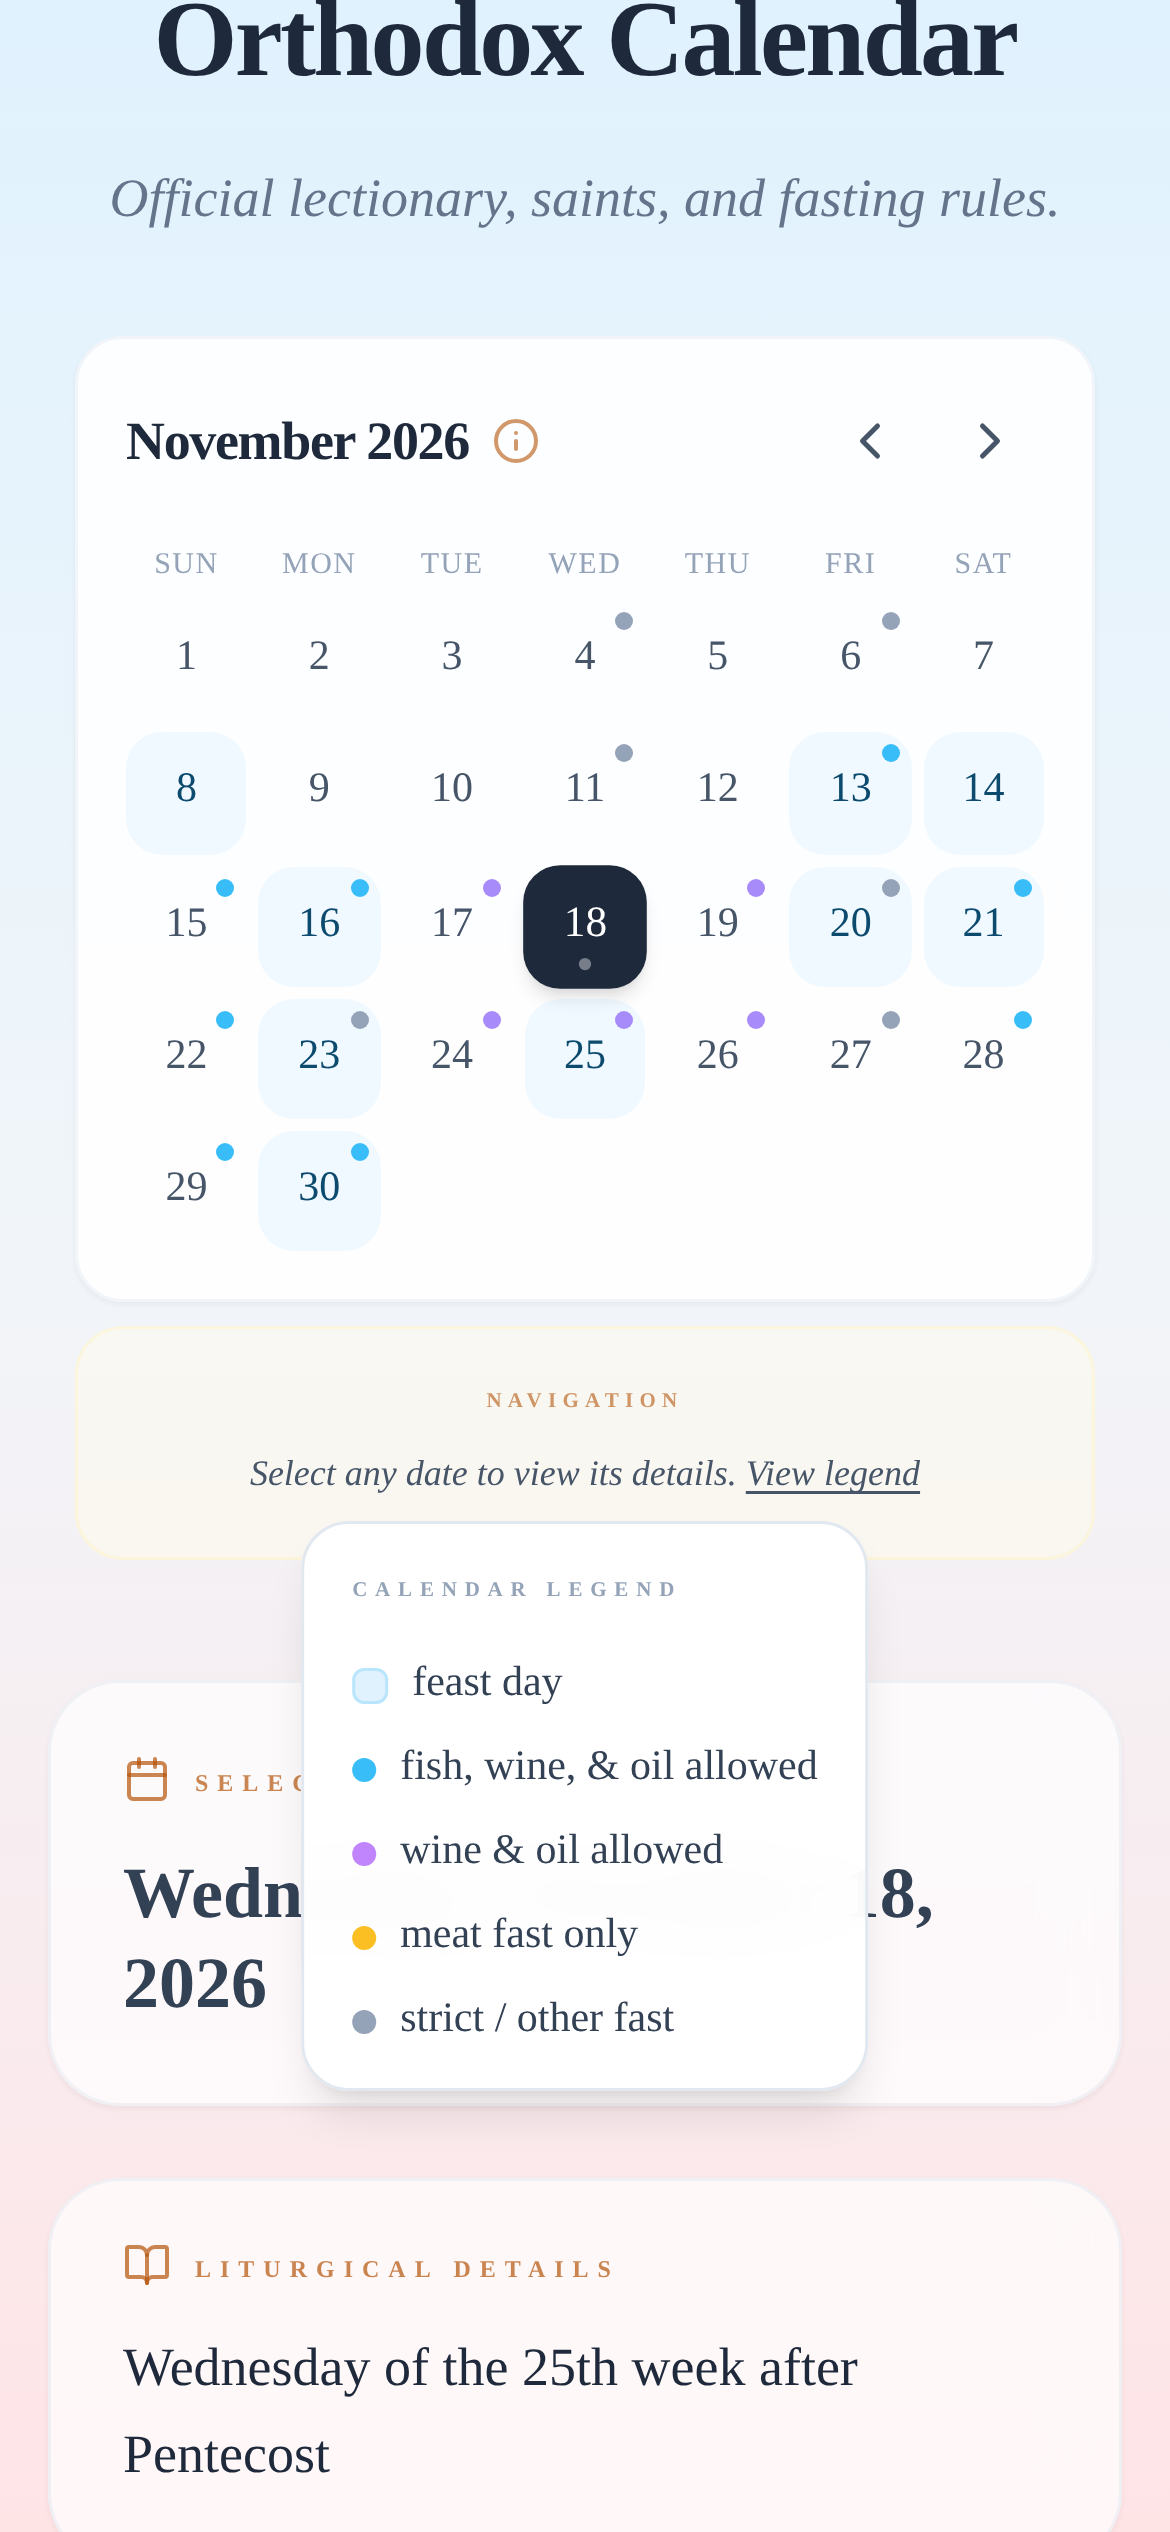 Orthodox Calendar
Official lectionary, saints, and fasting rules.
November 2026
SUN MON TUE WED THU FRI SAT
1 2 3 4 5 6 7
8 9 10 11 12 13 14
15 16 17 18 19 20 21
22 23 24 25 26 27 28
29 30
NAVIGATION
Select any date to view its details. View legend
CALENDAR LEGEND
feast day
fish, wine, & oil allowed
wine & oil allowed
meat fast only
strict / other fast
18,
2026
LITURGICAL DETAILS
Wednesday of the 25th week after
Pentecost